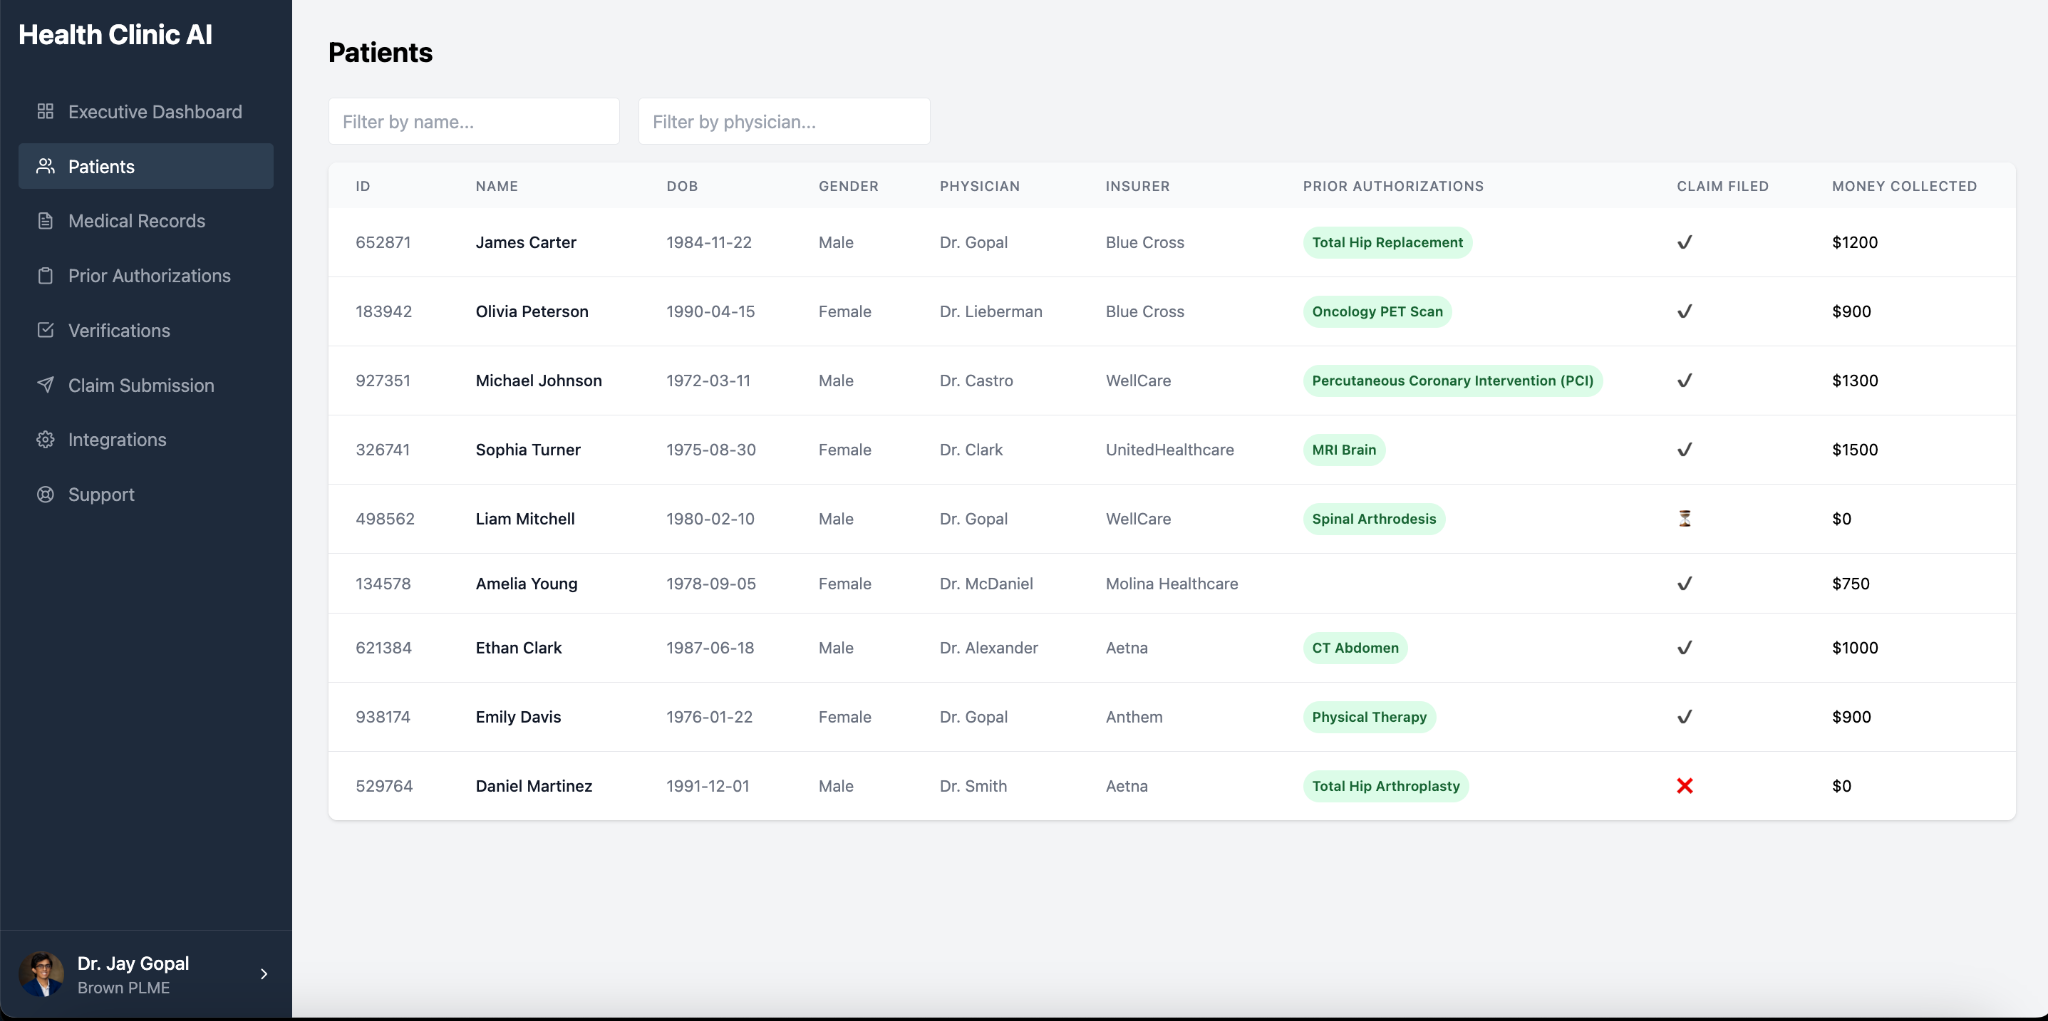 Health Clinic AI
Executive Dashboard
Patients
Medical Records
Prior Authorizations
Verifications
Claim Submission
Integrations
Support
Dr. Jay Gopal
Brown PLME
Patients
Filter by name... Filter by physician...
ID NAME DOB GENDER PHYSICIAN INSURER PRIOR AUTHORIZATIONS CLAIM FILED MONEY COLLECTED
652871 James Carter 1984-11-22 Male Dr. Gopal Blue Cross Total Hip Replacement ✔ $1200
183942 Olivia Peterson 1990-04-15 Female Dr. Lieberman Blue Cross Oncology PET Scan ✔ $900
927351 Michael Johnson 1972-03-11 Male Dr. Castro WellCare Percutaneous Coronary Intervention (PCI) ✔ $1300
326741 Sophia Turner 1975-08-30 Female Dr. Clark UnitedHealthcare MRI Brain ✔ $1500
498562 Liam Mitchell 1980-02-10 Male Dr. Gopal WellCare Spinal Arthrodesis ⏳ $0
134578 Amelia Young 1978-09-05 Female Dr. McDaniel Molina Healthcare ✔ $750
621384 Ethan Clark 1987-06-18 Male Dr. Alexander Aetna CT Abdomen ✔ $1000
938174 Emily Davis 1976-01-22 Female Dr. Gopal Anthem Physical Therapy ✔ $900
529764 Daniel Martinez 1991-12-01 Male Dr. Smith Aetna Total Hip Arthroplasty ❌ $0